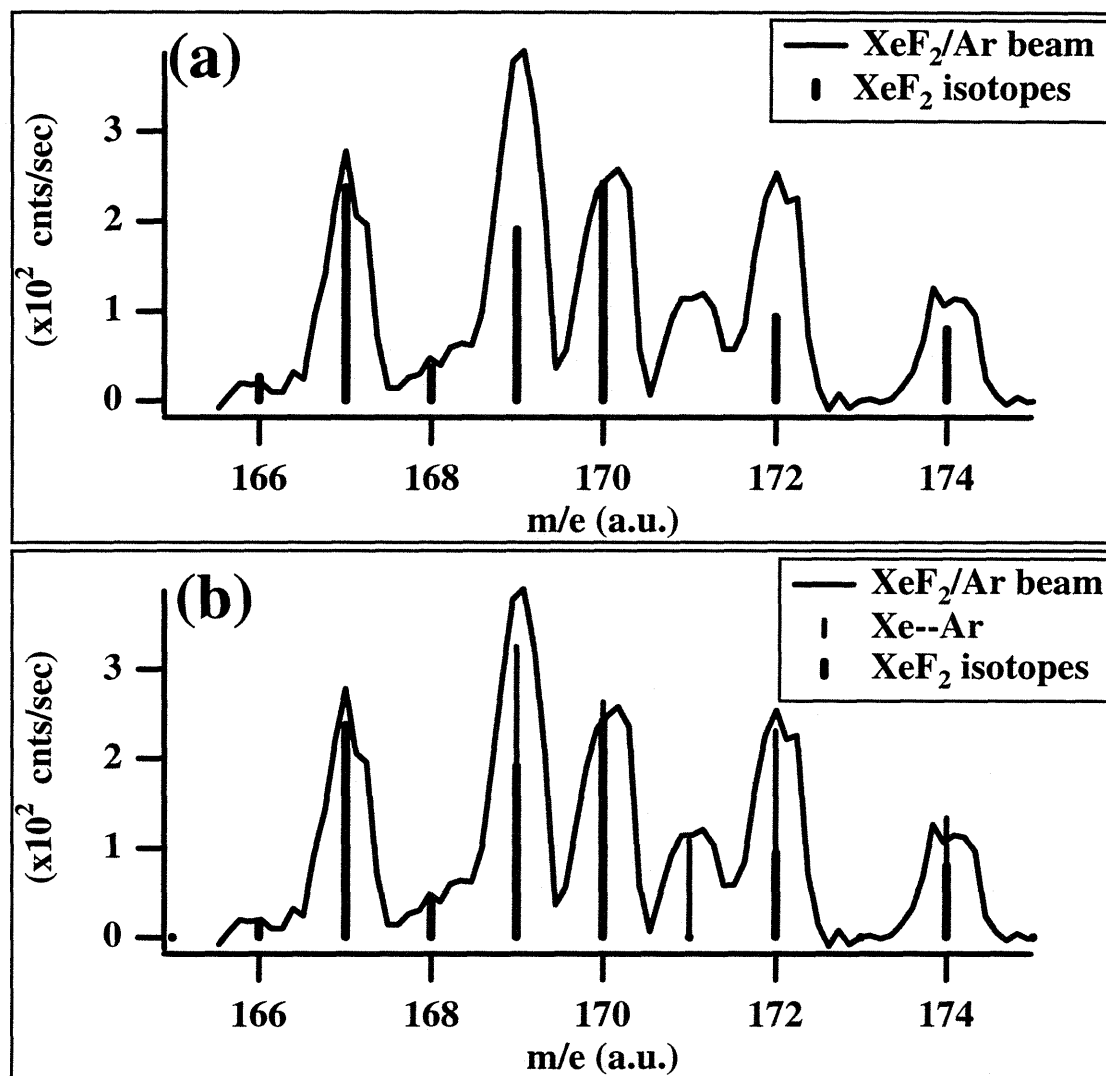 (a)
XeF₂/Ar beam
XeF₂ isotopes
(x10² cnts/sec)
3
2
1
0
166 168 170 172 174
m/e (a.u.)
(b)
XeF₂/Ar beam
Xe--Ar
XeF₂ isotopes
(x10² cnts/sec)
3
2
1
0
166 168 170 172 174
m/e (a.u.)